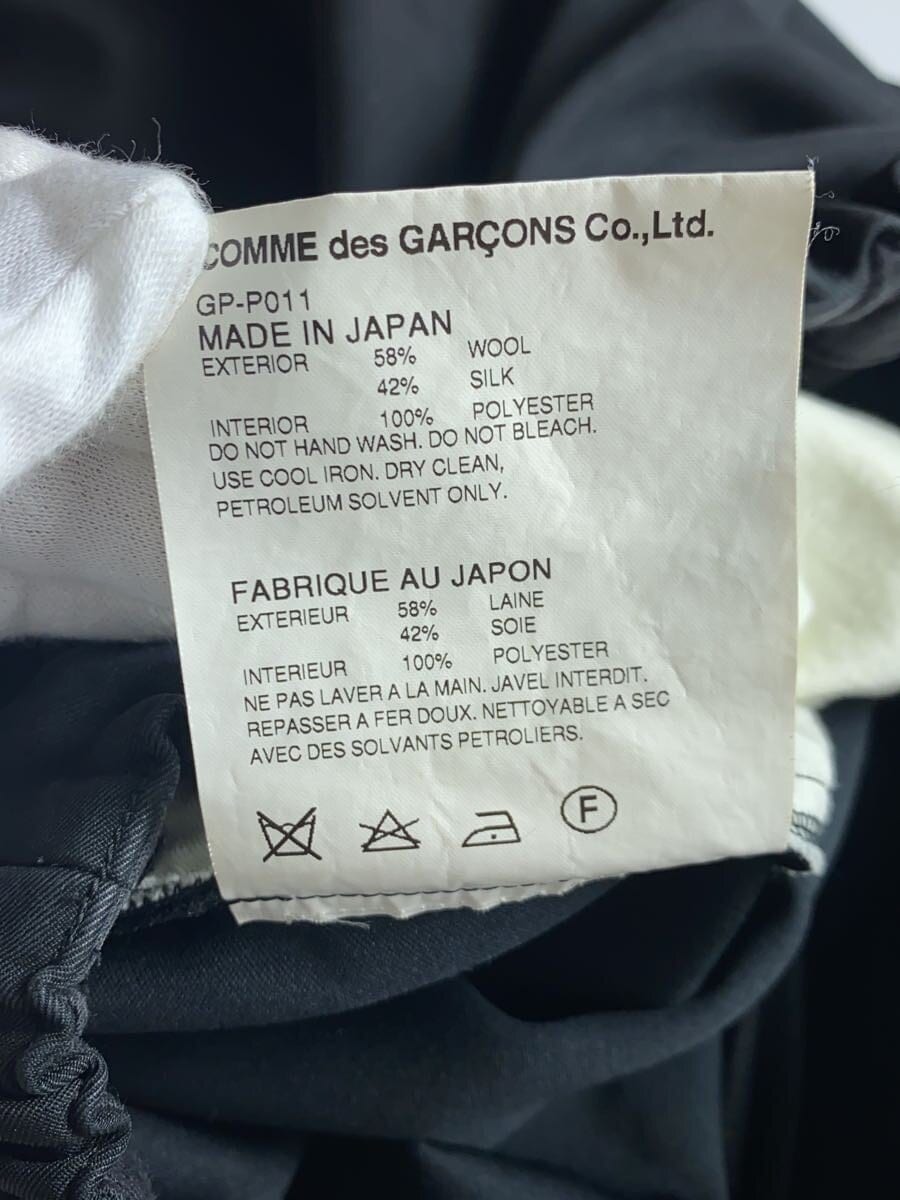 COMME des GARÇONS Co.,Ltd.
GP-P011
MADE IN JAPAN
EXTERIOR 58% WOOL
42% SILK
INTERIOR 100% POLYESTER
DO NOT HAND WASH. DO NOT BLEACH.
USE COOL IRON. DRY CLEAN,
PETROLEUM SOLVENT ONLY.
FABRIQUE AU JAPON
EXTERIEUR 58% LAINE
42% SOIE
INTERIEUR 100% POLYESTER
NE PAS LAVER A LA MAIN. JAVEL INTERDIT.
REPASSER A FER DOUX. NETTOYABLE A SEC
AVEC DES SOLVANTS PETROLIERS.
F